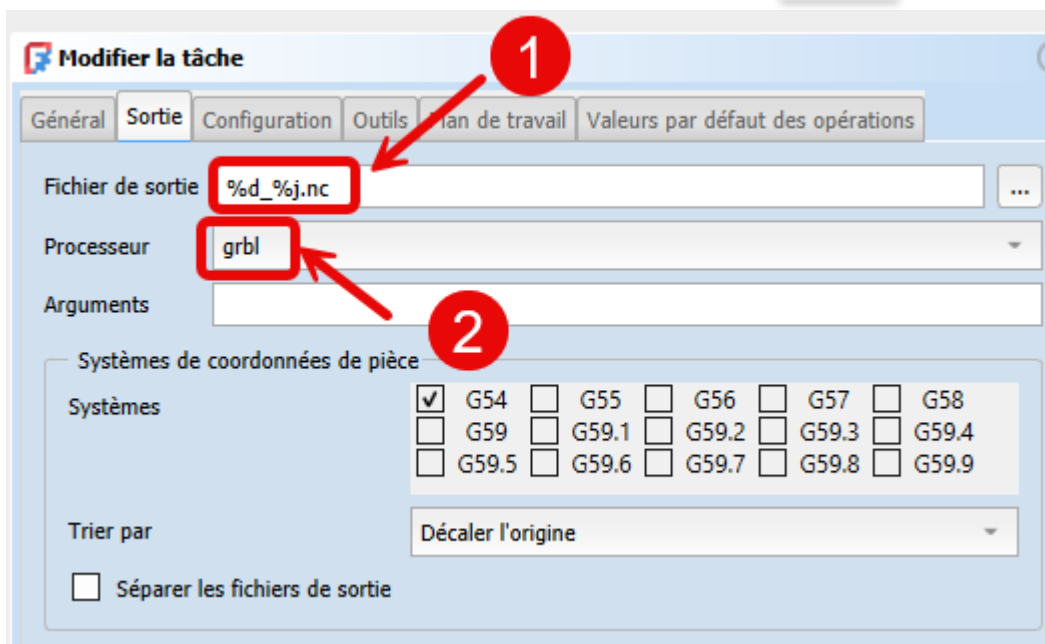 Modifier la tâche
1
Général Sortie Configuration Outils Plan de travail Valeurs par défaut des opérations
Fichier de sortie %d_%j.nc ...
Processeur grbl
Arguments
2
Systèmes de coordonnées de pièce
Systèmes G54 G55 G56 G57 G58
G59 G59.1 G59.2 G59.3 G59.4
G59.5 G59.6 G59.7 G59.8 G59.9
Trier par Décaler l'origine
Séparer les fichiers de sortie